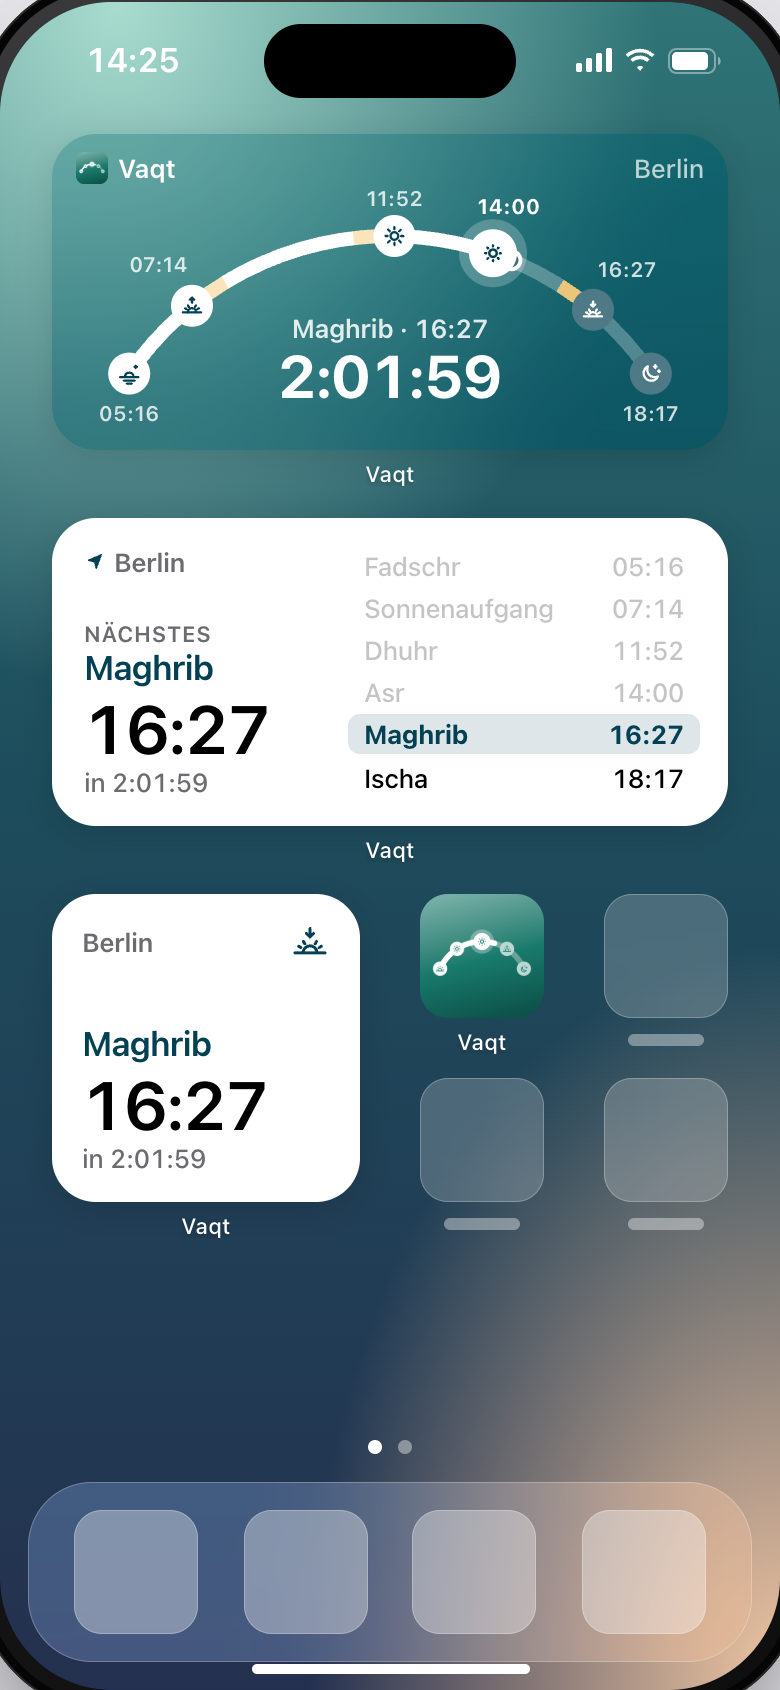 14:25
Vaqt
Berlin
11:52
14:00
07:14
16:27
Maghrib · 16:27
2:01:59
05:16
18:17
Vaqt
Berlin
NÄCHSTES
Maghrib
16:27
in 2:01:59
Fadschr 05:16
Sonnenaufgang 07:14
Dhuhr 11:52
Asr 14:00
Maghrib 16:27
Ischa 18:17
Vaqt
Berlin
Maghrib
16:27
in 2:01:59
Vaqt
Vaqt